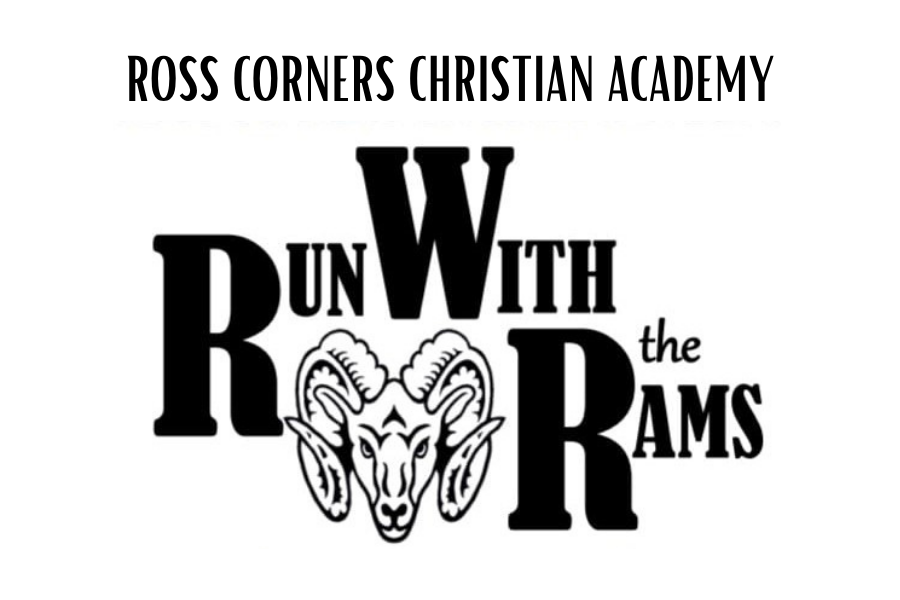 ROSS CORNERS CHRISTIAN ACADEMY
RUN WITH
the
RAMS